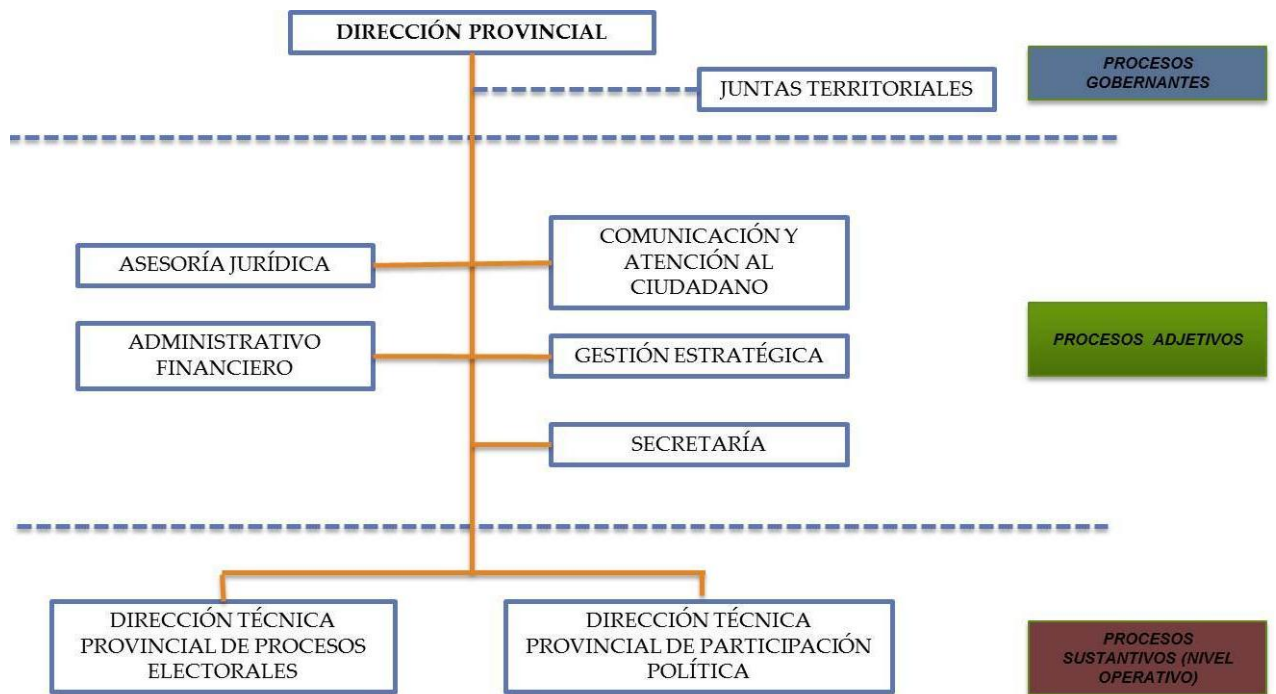 DIRECCIÓN PROVINCIAL
PROCESOS
GOBERNANTES
JUNTAS TERRITORIALES
COMUNICACIÓN Y
ATENCIÓN AL
CIUDADANO
ASESORÍA JURÍDICA
ADMINISTRATIVO
FINANCIERO
GESTIÓN ESTRATÉGICA
PROCESOS ADJETIVOS
SECRETARÍA
DIRECCIÓN TÉCNICA
PROVINCIAL DE PROCESOS
ELECTORALES
DIRECCIÓN TÉCNICA
PROVINCIAL DE PARTICIPACIÓN
POLÍTICA
PROCESOS
SUSTANTIVOS (NIVEL
OPERATIVO)